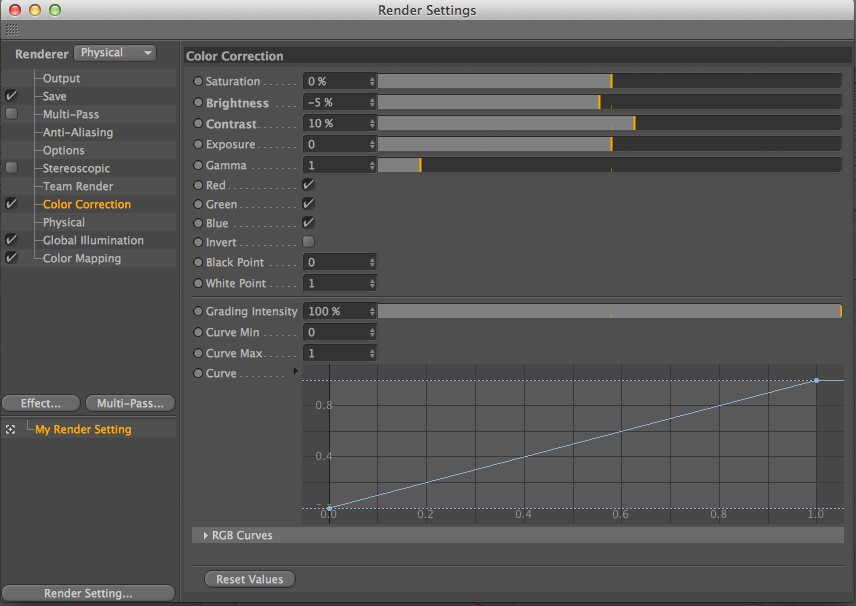 Render Settings
Renderer Physical
Output
Save
Multi-Pass
Anti-Aliasing
Options
Stereoscopic
Team Render
Color Correction
Physical
Global Illumination
Color Mapping
Effect...
Multi-Pass...
My Render Setting
Render Setting...
Color Correction
Saturation . . . . 0 %
Brightness . . . -5 %
Contrast . . . . . 10 %
Exposure . . . . . 0
Gamma . . . . . . 1
Red . . . . . . . . .
Green . . . . . . . .
Blue . . . . . . . . .
Invert . . . . . . . .
Black Point . . . . 0
White Point . . . . 1
Grading Intensity 100 %
Curve Min . . . . . 0
Curve Max . . . . . 1
Curve . . . . . . .
0.8
0.4
0.0 0.2 0.4 0.6 0.8 1.0
RGB Curves
Reset Values